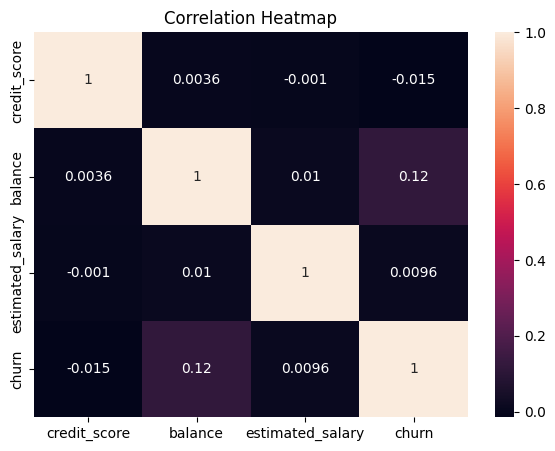 Correlation Heatmap
credit_score
1
0.0036
-0.001
-0.015
balance
0.0036
1
0.01
0.12
estimated_salary
-0.001
0.01
1
0.0096
churn
-0.015
0.12
0.0096
1
credit_score
balance
estimated_salary
churn
1.0
0.8
0.6
0.4
0.2
0.0